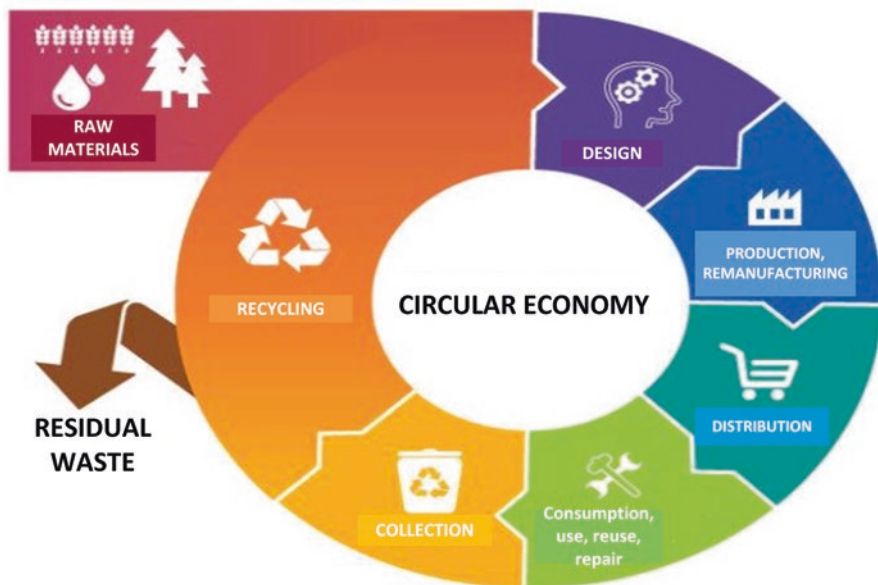 RAW
MATERIALS
DESIGN
PRODUCTION,
REMANUFACTURING
RECYCLING
CIRCULAR ECONOMY
DISTRIBUTION
RESIDUAL
WASTE
COLLECTION
Consumption,
use, reuse,
repair